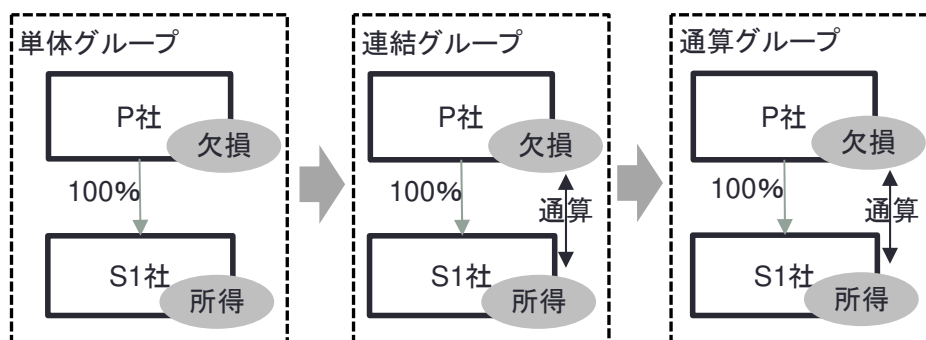 単体グループ
P社
欠損
100%
S1社
所得
連結グループ
P社
欠損
100%
通算
S1社
所得
通算グループ
P社
欠損
100%
通算
S1社
所得